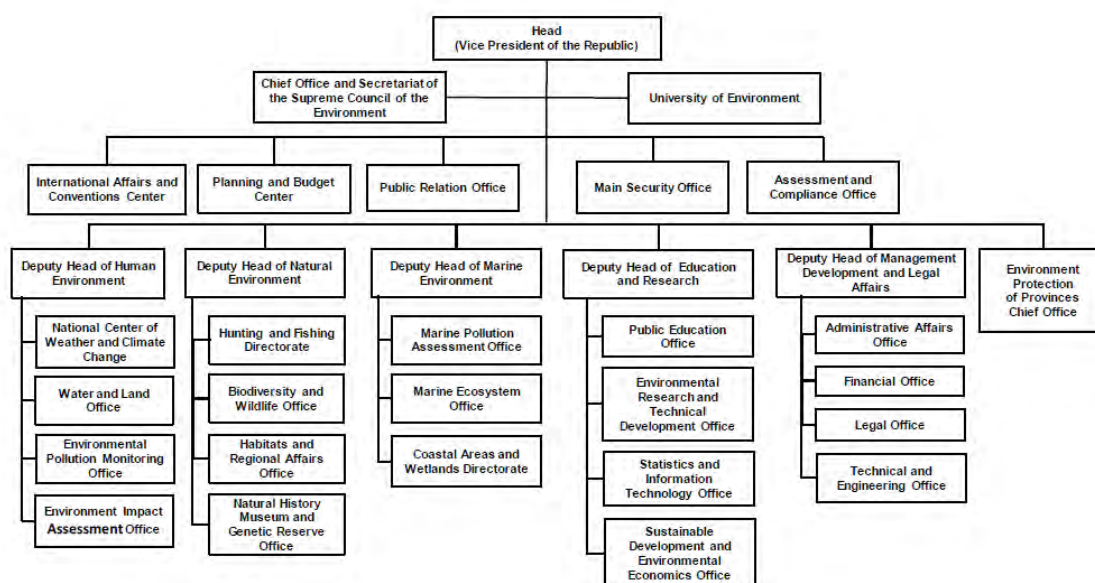 Head
(Vice President of the Republic)
Chief Office and Secretariat of
the Supreme Council of the
Environment
University of Environment
International Affairs and
Conventions Center
Planning and Budget
Center
Public Relation Office
Main Security Office
Assessment and
Compliance Office
Deputy Head of Human
Environment
Deputy Head of Natural
Environment
Deputy Head of Marine
Environment
Deputy Head of Education
and Research
Deputy Head of Management
Development and Legal
Affairs
Environment
Protection
of Provinces
Chief Office
National Center of
Weather and Climate
Change
Water and Land
Office
Environmental
Pollution Monitoring
Office
Environment Impact
Assessment Office
Hunting and Fishing
Directorate
Biodiversity and
Wildlife Office
Habitats and
Regional Affairs
Office
Natural History
Museum and
Genetic Reserve
Office
Marine Pollution
Assessment Office
Marine Ecosystem
Office
Coastal Areas and
Wetlands Directorate
Public Education
Office
Environmental
Research and
Technical
Development Office
Statistics and
Information
Technology Office
Sustainable
Development and
Environmental
Economics Office
Administrative Affairs
Office
Financial Office
Legal Office
Technical and
Engineering Office